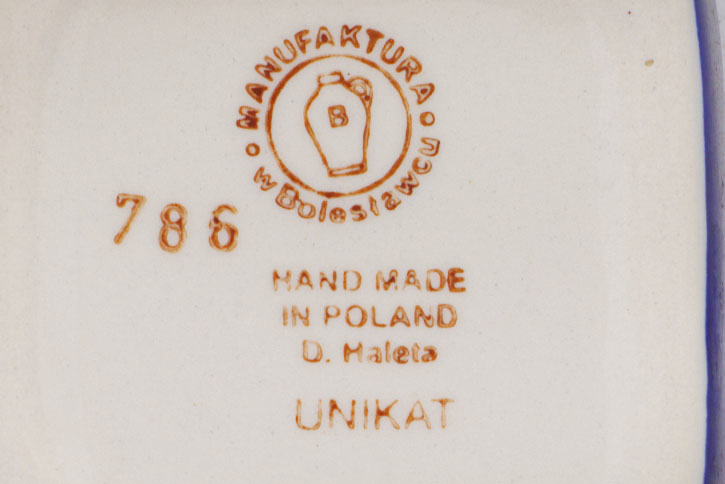 MANUFAKTURA
w Bolesławcu
B
786
HAND MADE
IN POLAND
D. Haleta
UNIKAT